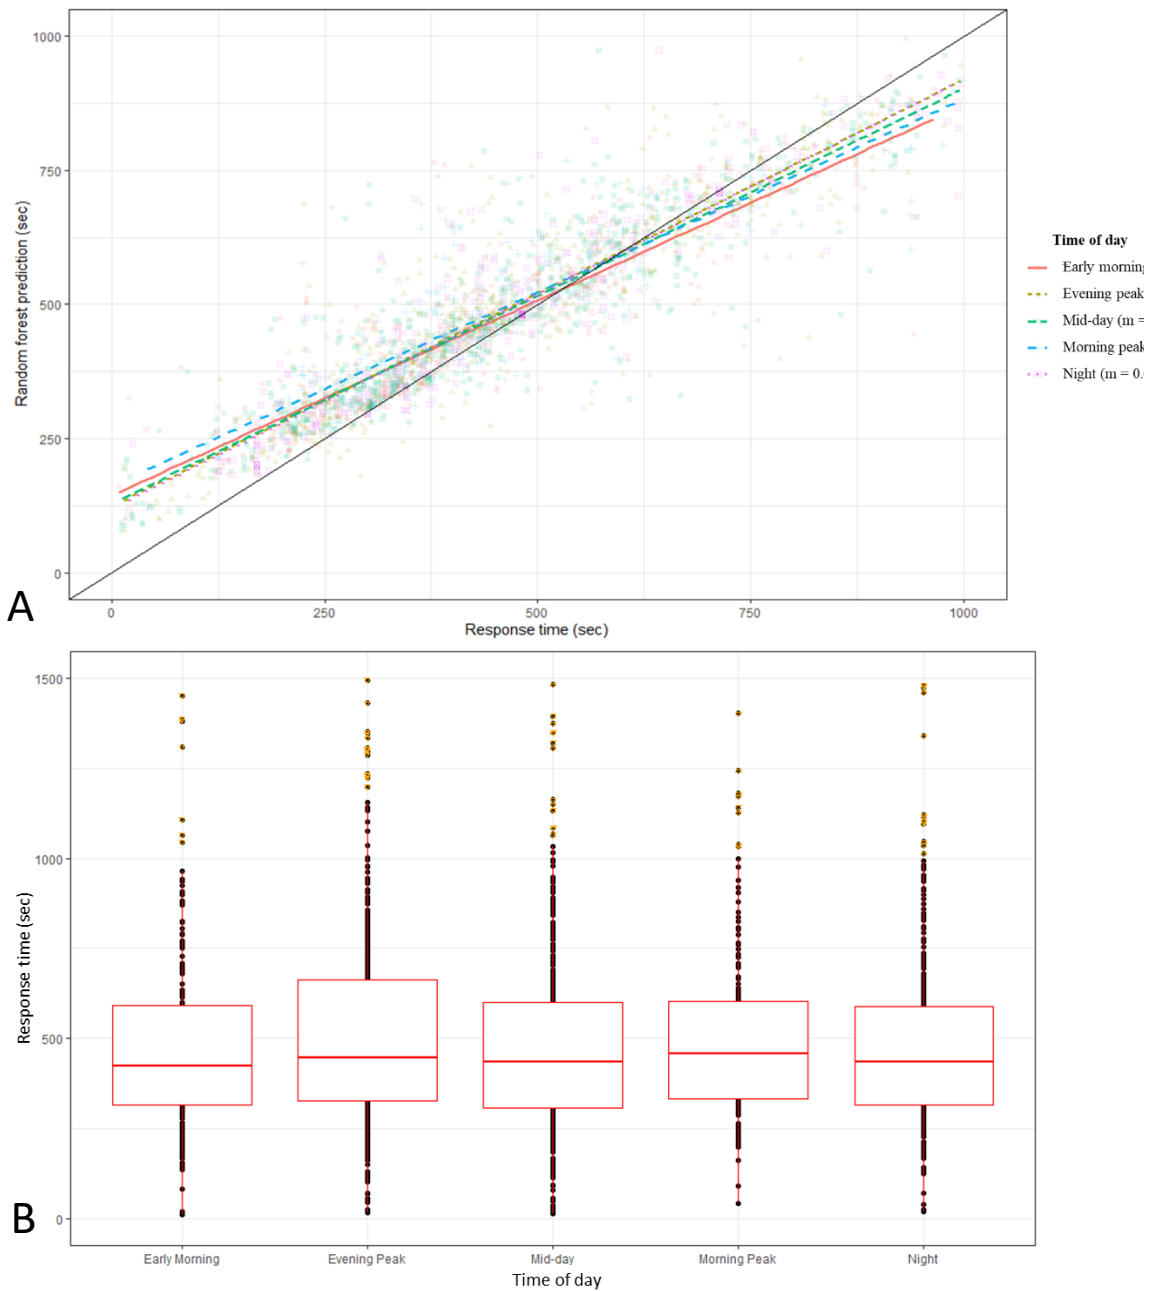 1000
750
500
250
0
Random forest prediction (sec)
0 250 500 750 1000
Response time (sec)
A
Time of day
Early morning
Evening peak
Mid-day (m =
Morning peak
Night (m = 0.
1500
1000
500
0
Response time (sec)
B
Early Morning Evening Peak Mid-day Morning Peak Night
Time of day